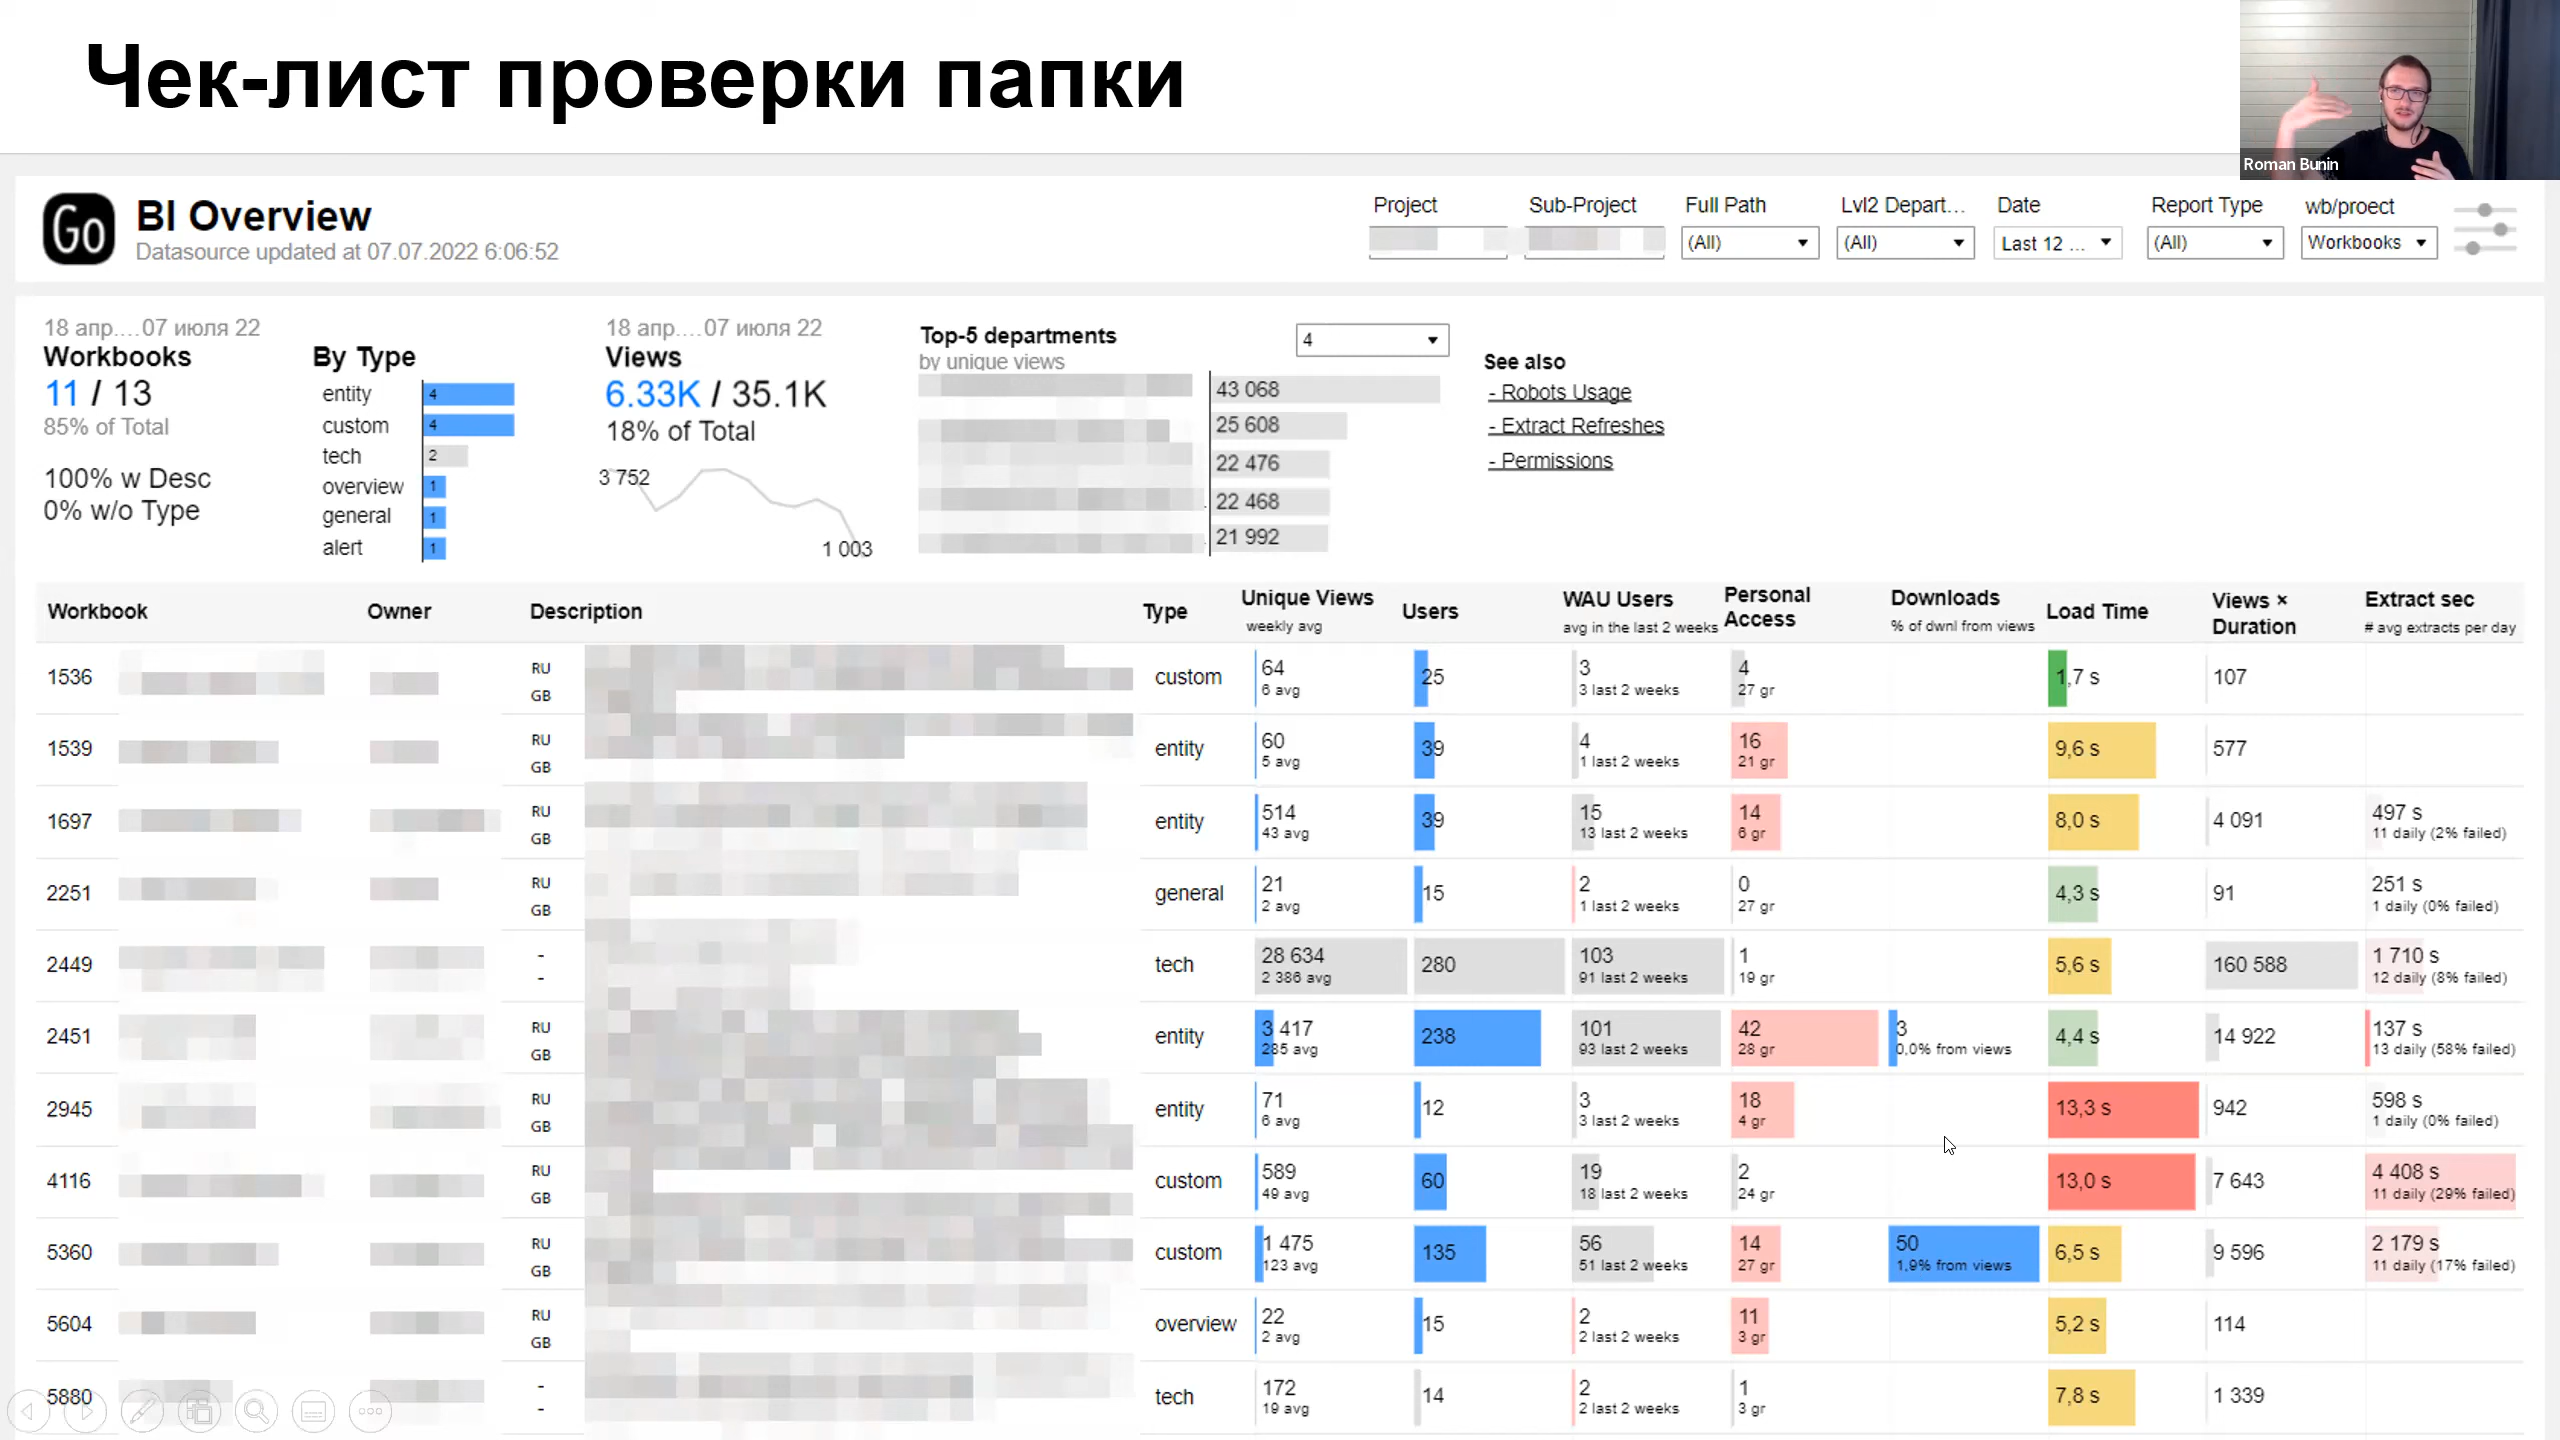 Чек-лист проверки папки
Roman Bunin
Go
BI Overview
Datasource updated at 07.07.2022 6:06:52
Project
Sub-Project
Full Path
Lvl2 Depart...
Date
Report Type
wb/proect
(All)
(All)
Last 12 ...
(All)
Workbooks
18 апр....07 июля 22
Workbooks
11 / 13
85% of Total
100% w Desc
0% w/o Type
By Type
entity 4
custom 4
tech 2
overview 1
general 1
alert 1
18 апр....07 июля 22
Views
6.33K / 35.1K
18% of Total
3 752
1 003
Top-5 departments
by unique views
4
43 068
25 608
22 476
22 468
21 992
See also
- Robots Usage
- Extract Refreshes
- Permissions
Workbook Owner Description Type Unique Views Users WAU Users Personal Access Downloads Load Time Views × Duration Extract sec
weekly avg avg in the last 2 weeks % of dwnl from views # avg extracts per day
1536 RU custom 64 25 3 4 1,7 s 107
GB 6 avg 3 last 2 weeks 27 gr
1539 RU entity 60 39 4 16 9,6 s 577
GB 5 avg 1 last 2 weeks 21 gr
1697 RU entity 514 39 15 14 8,0 s 4 091 497 s
GB 43 avg 13 last 2 weeks 6 gr 11 daily (2% failed)
2251 RU general 21 15 2 0 4,3 s 91 251 s
GB 2 avg 1 last 2 weeks 27 gr 1 daily (0% failed)
2449 - tech 28 634 280 103 1 5,6 s 160 588 1 710 s
- 2 386 avg 91 last 2 weeks 19 gr 12 daily (8% failed)
2451 RU entity 3 417 238 101 42 3 4,4 s 14 922 137 s
GB 285 avg 93 last 2 weeks 28 gr 0,0% from views 13 daily (58% failed)
2945 RU entity 71 12 3 18 13,3 s 942 598 s
GB 6 avg 3 last 2 weeks 4 gr 1 daily (0% failed)
4116 RU custom 589 60 19 2 13,0 s 7 643 4 408 s
GB 49 avg 18 last 2 weeks 24 gr 11 daily (29% failed)
5360 RU custom 1 475 135 56 14 50 6,5 s 9 596 2 179 s
GB 123 avg 51 last 2 weeks 27 gr 1,9% from views 11 daily (17% failed)
5604 RU overview 22 15 2 11 5,2 s 114
GB 2 avg 2 last 2 weeks 3 gr
5880 - tech 172 14 2 1 7,8 s 1 339
- 19 avg 2 last 2 weeks 3 gr